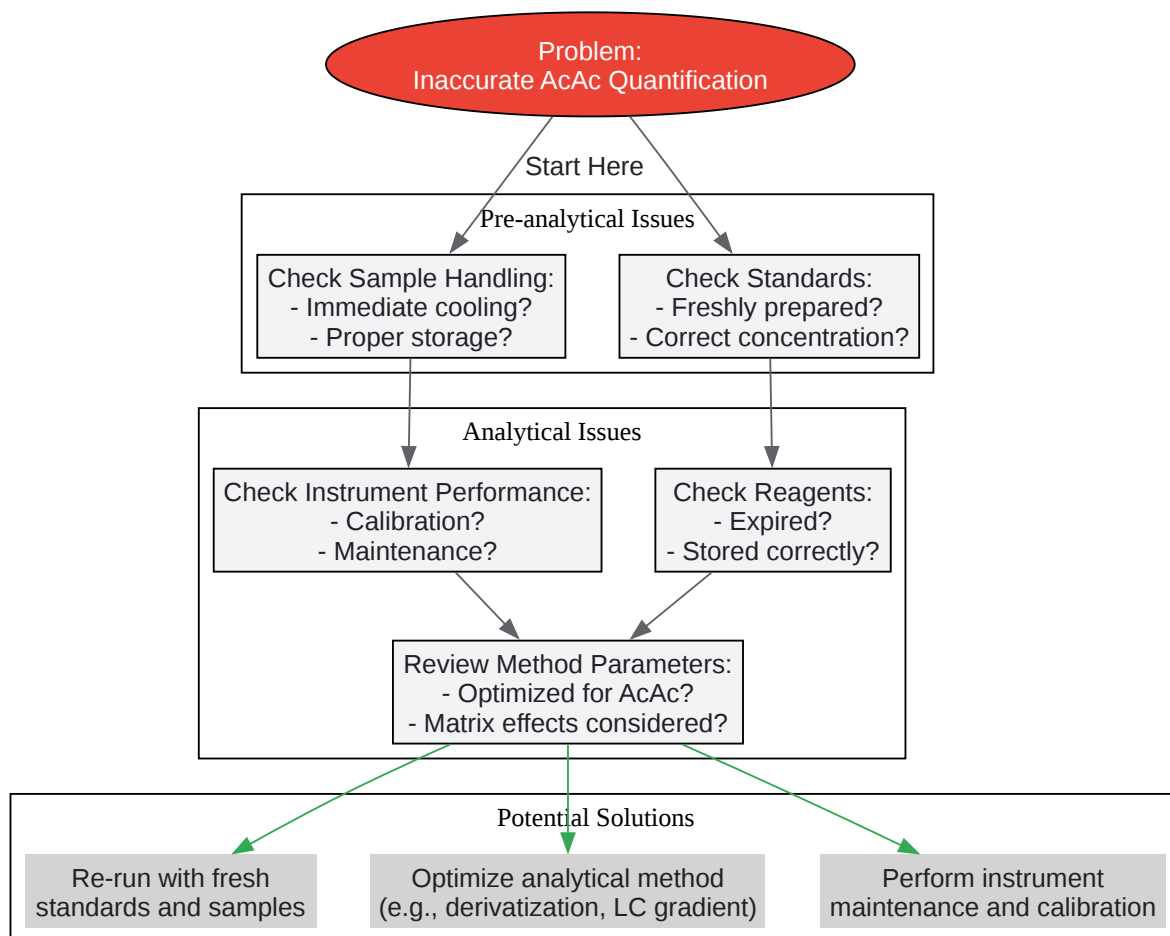 Problem:
Inaccurate AcAc Quantification
Start Here
Pre-analytical Issues
Check Sample Handling:
- Immediate cooling?
- Proper storage?
Check Standards:
- Freshly prepared?
- Correct concentration?
Analytical Issues
Check Instrument Performance:
- Calibration?
- Maintenance?
Check Reagents:
- Expired?
- Stored correctly?
Review Method Parameters:
- Optimized for AcAc?
- Matrix effects considered?
Potential Solutions
Re-run with fresh
standards and samples
Optimize analytical method
(e.g., derivatization, LC gradient)
Perform instrument
maintenance and calibration